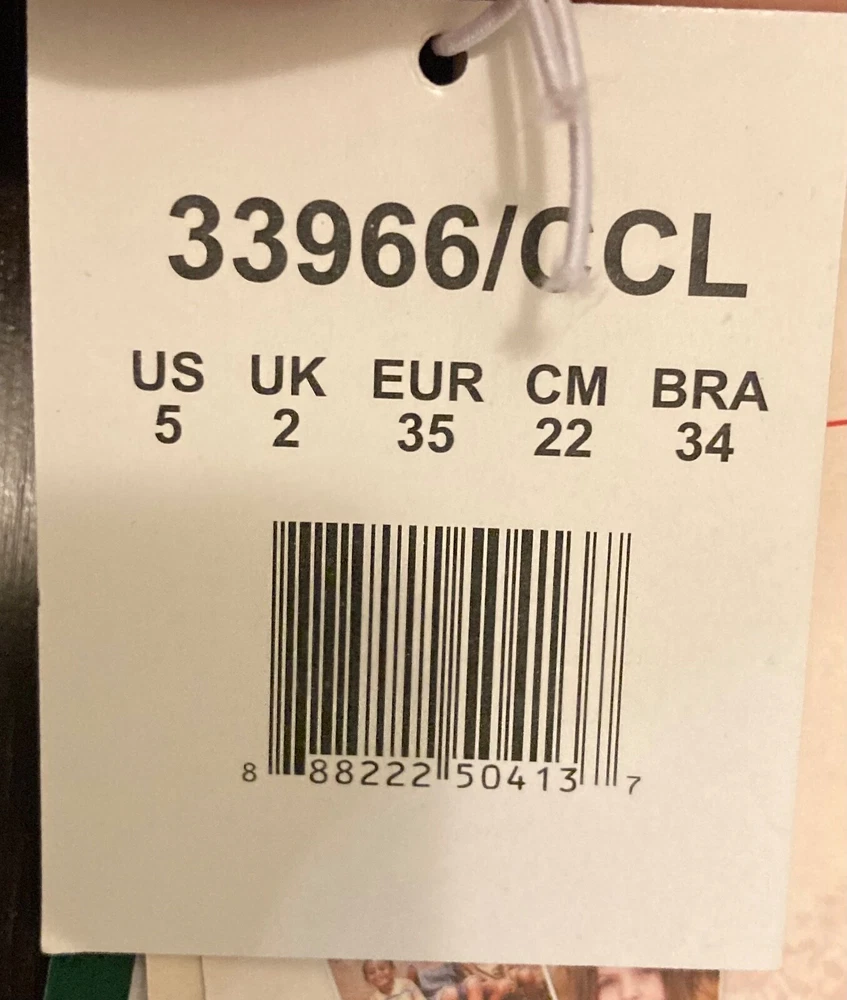 33966/CCL
US UK EUR CM BRA
5 2 35 22 34
8 88222 50413 7